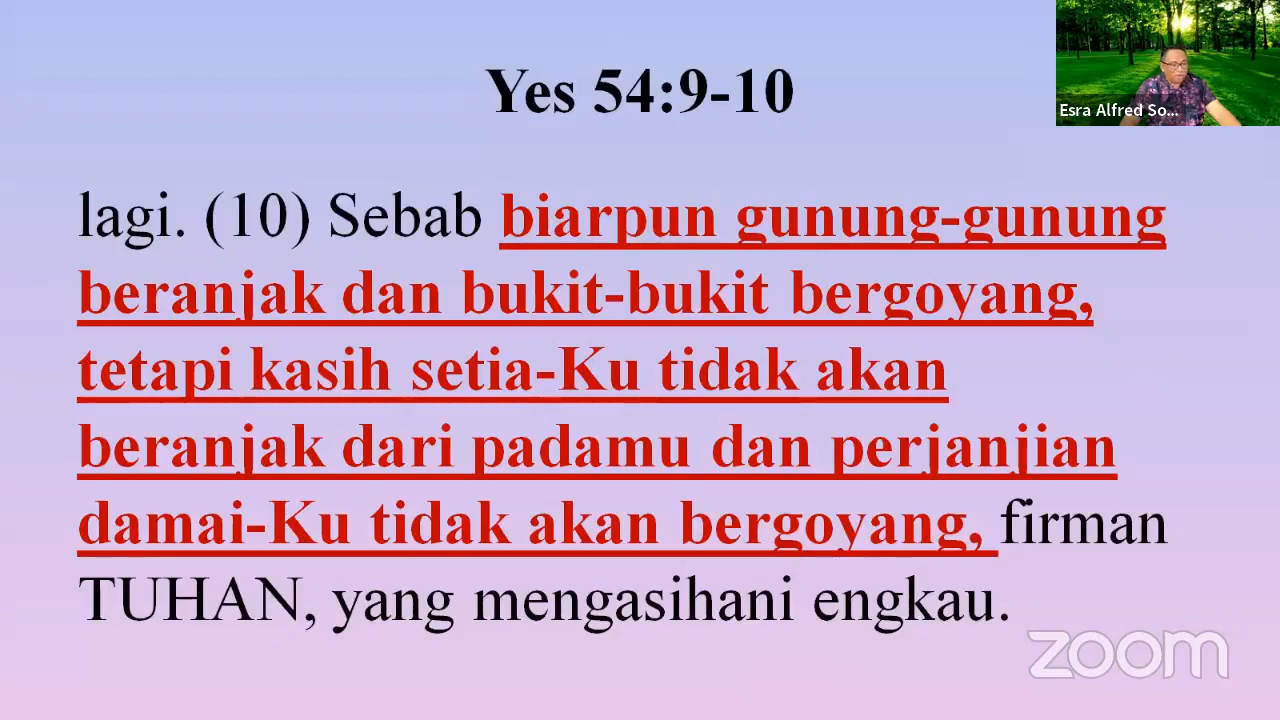 Yes 54:9-10
Esra Alfred So...
lagi. (10) Sebab biarpun gunung-gunung
beranjak dan bukit-bukit bergoyang,
tetapi kasih setia-Ku tidak akan
beranjak dari padamu dan perjanjian
damai-Ku tidak akan bergoyang, firman
TUHAN, yang mengasihani engkau.
zoom